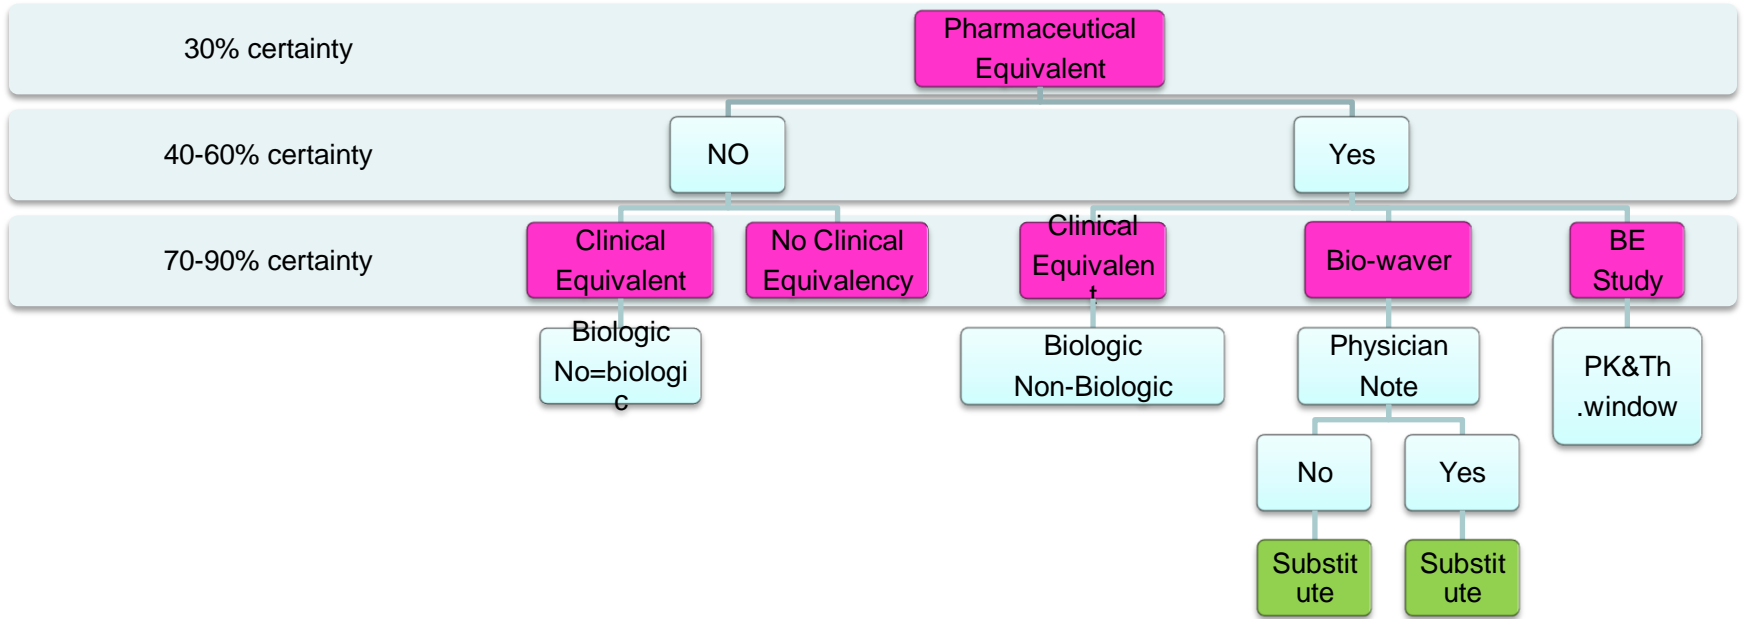 30% certainty
Pharmaceutical
Equivalent
40-60% certainty
NO
Yes
70-90% certainty
Clinical
Equivalent
No Clinical
Equivalency
Clinical
Equivalen
t
Bio-waver
BE
Study
Biologic
No=biologi
c
Biologic
Non-Biologic
Physician
Note
PK&Th
.window
No
Yes
Substit
ute
Substit
ute